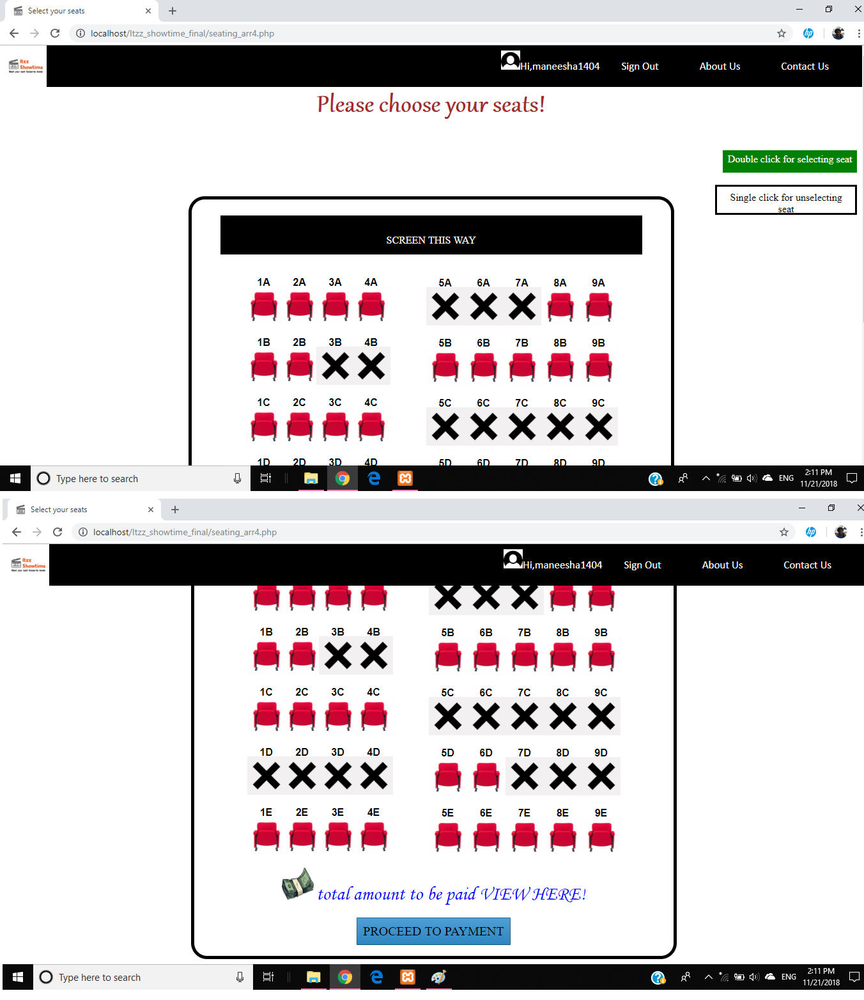 Select your seats
localhost/ltzz_showtime_final/seating_arr4.php
Itzz
Showtime
Hi,maneesha1404 Sign Out About Us Contact Us
Please choose your seats!
Double click for selecting seat
Single click for unselecting
seat
SCREEN THIS WAY
1A 2A 3A 4A 5A 6A 7A 8A 9A
1B 2B 3B 4B 5B 6B 7B 8B 9B
1C 2C 3C 4C 5C 6C 7C 8C 9C
1D 2D 3D 4D 5D 6D 7D 8D 9D
Type here to search
ENG
2:11 PM
11/21/2018
Select your seats
localhost/ltzz_showtime_final/seating_arr4.php
Itzz
Showtime
Hi,maneesha1404 Sign Out About Us Contact Us
1B 2B 3B 4B 5B 6B 7B 8B 9B
1C 2C 3C 4C 5C 6C 7C 8C 9C
1D 2D 3D 4D 5D 6D 7D 8D 9D
1E 2E 3E 4E 5E 6E 7E 8E 9E
total amount to be paid VIEW HERE!
PROCEED TO PAYMENT
Type here to search
ENG
2:11 PM
11/21/2018